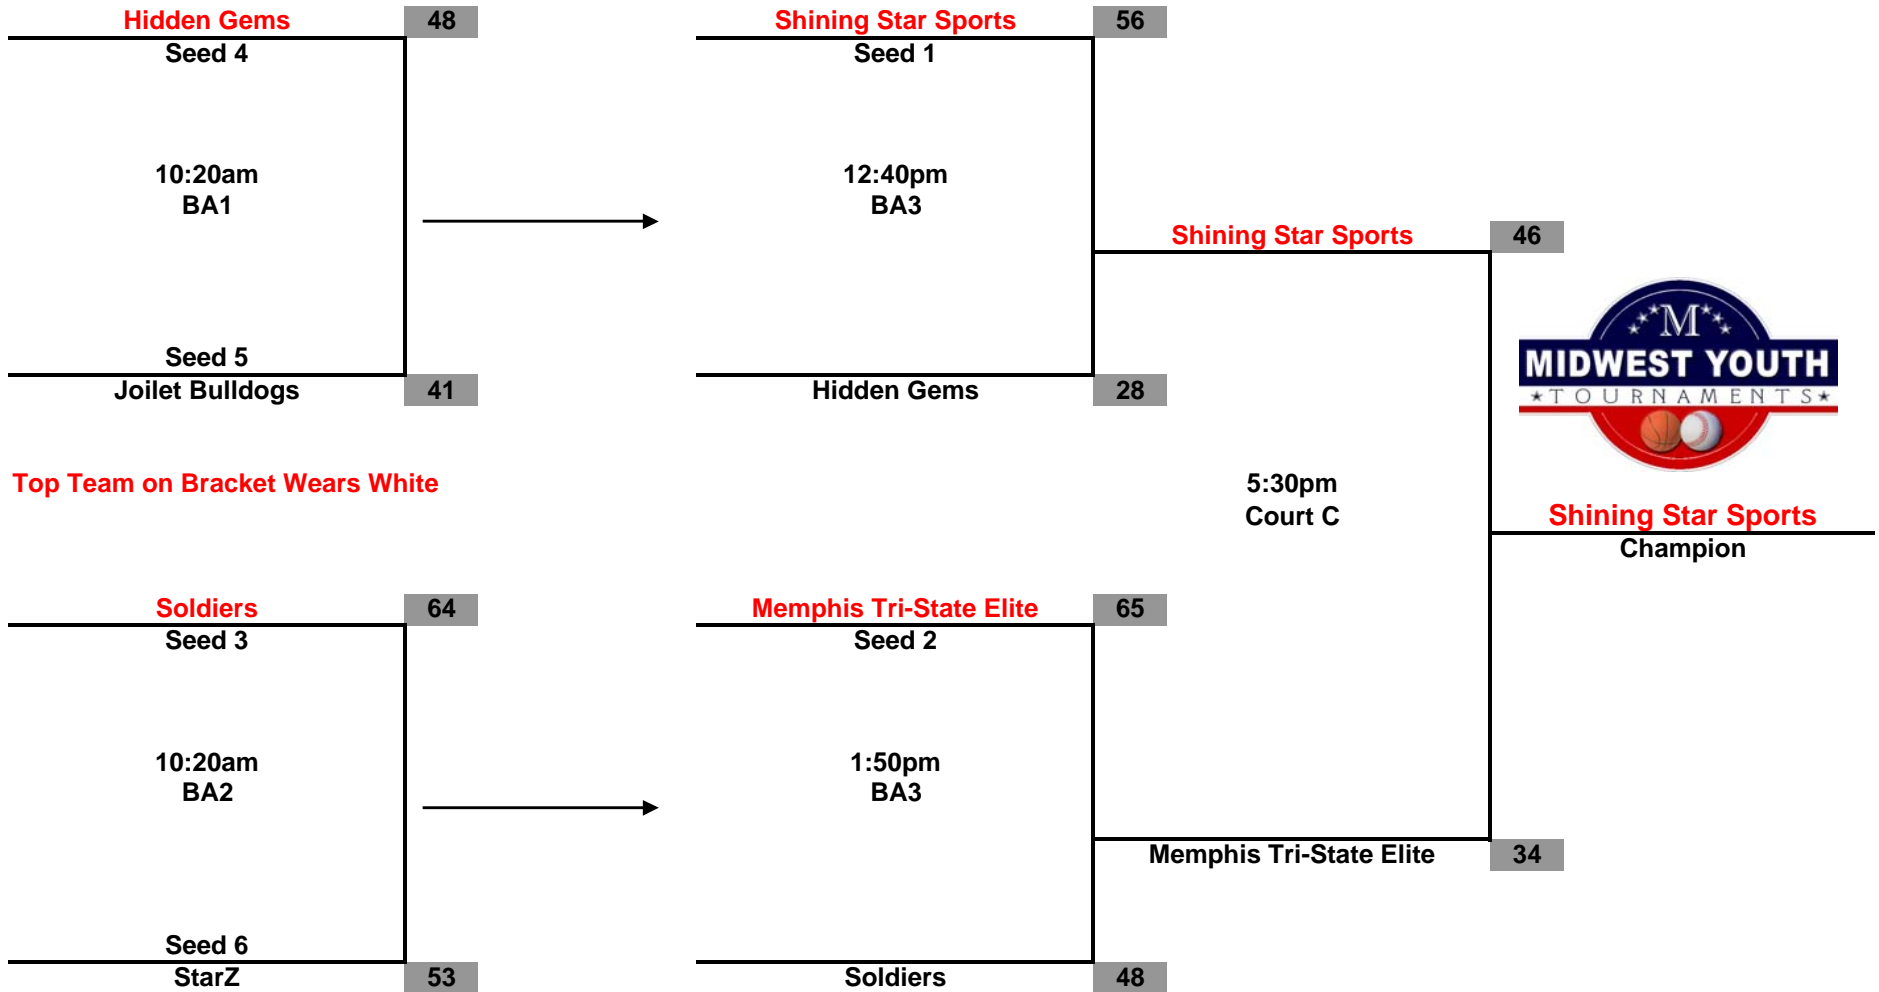 Hidden Gems 48
Seed 4
10:20am
BA1
Seed 5
Joilet Bulldogs 41
Shining Star Sports 56
Seed 1
12:40pm
BA3
Hidden Gems 28
Shining Star Sports 46
M
MIDWEST YOUTH
★TOURNAMENTS★
Top Team on Bracket Wears White
5:30pm
Court C
Shining Star Sports
Champion
Soldiers 64
Seed 3
10:20am
BA2
Seed 6
StarZ 53
Memphis Tri-State Elite 65
Seed 2
1:50pm
BA3
Soldiers 48
Memphis Tri-State Elite 34